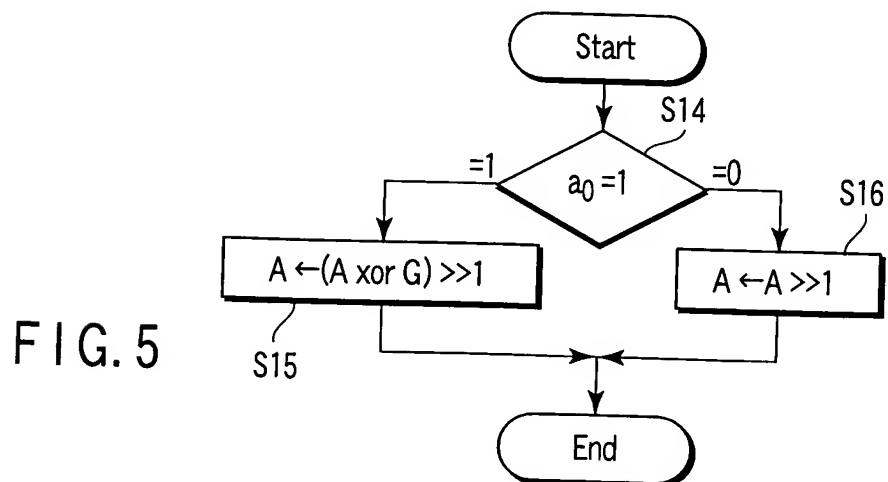 Start
S14
=1
a0 =1
=0
S16
A ←(A xor G) >>1
A ←A >>1
S15
FIG. 5
End